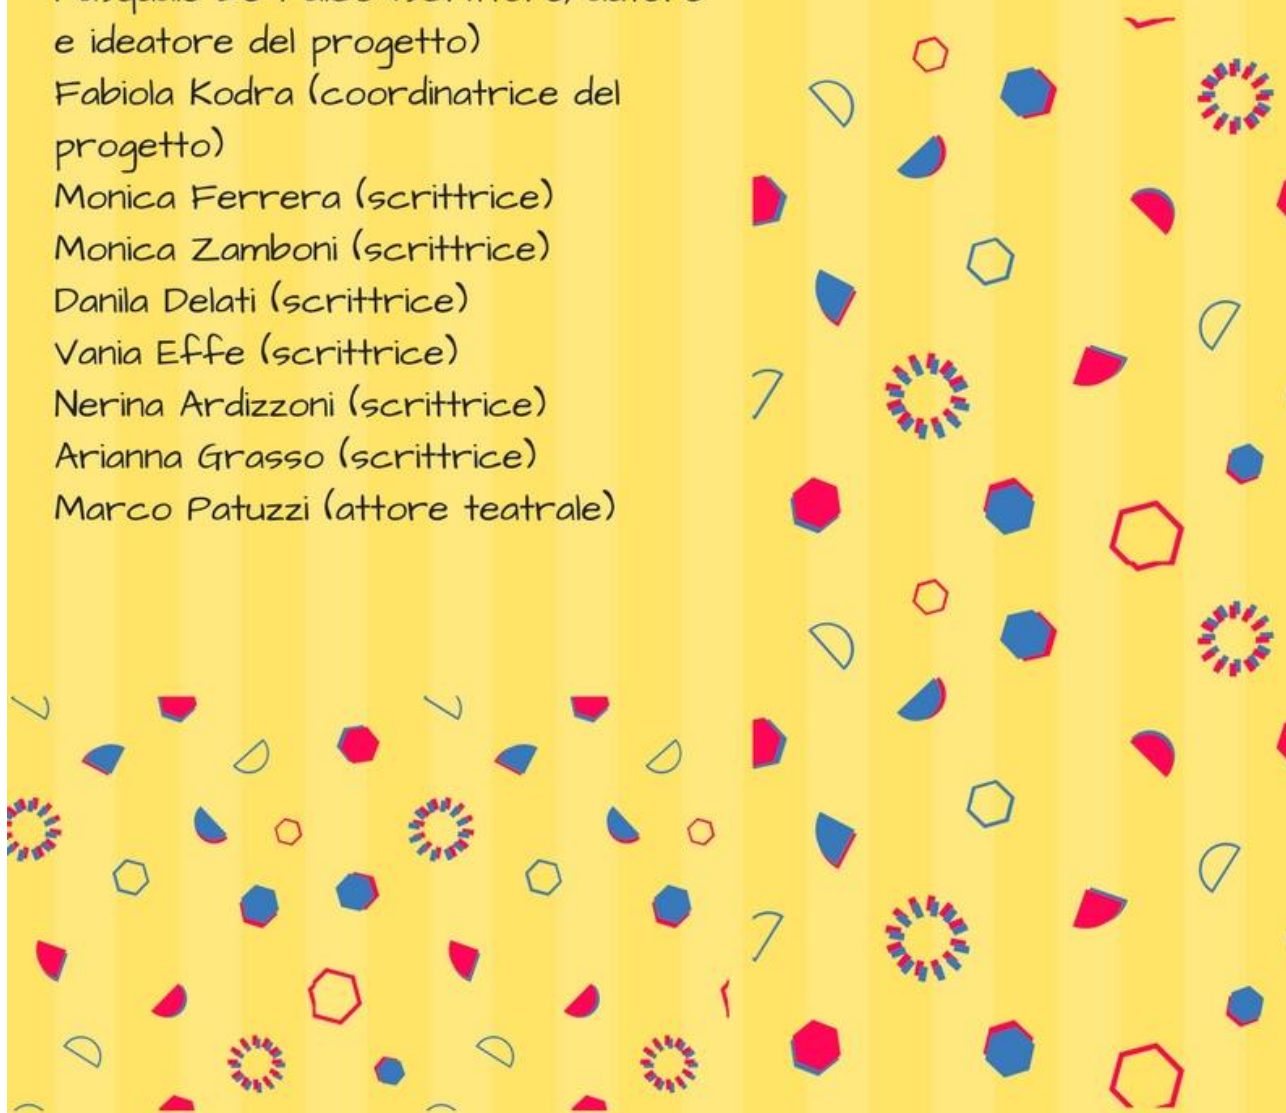 e ideatore del progetto)
Fabiola Kodra (coordinatrice del
progetto)
Monica Ferrera (scrittrice)
Monica Zamboni (scrittrice)
Danila Delati (scrittrice)
Vania Effe (scrittrice)
Nerina Ardizzoni (scrittrice)
Arianna Grasso (scrittrice)
Marco Patuzzi (attore teatrale)